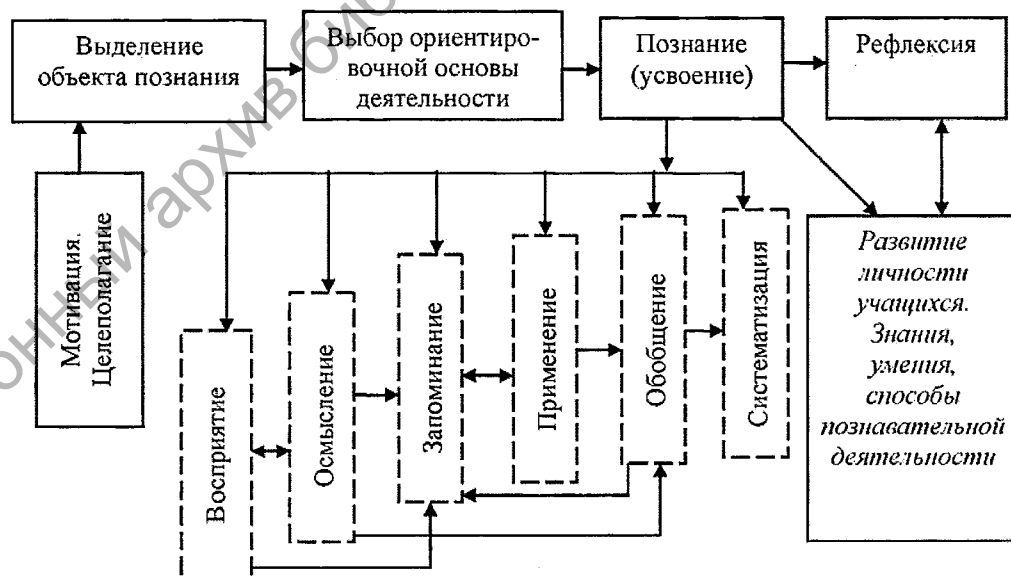 Выделение
объекта познания
Выбор ориентиро-
вочной основы
деятельности
Познание
(усвоение)
Рефлексия
Мотивация.
Целеполагание
Восприятие
Осмысление
Запоминание
Применение
Обобщение
Систематизация
Развитие
личности
учащихся.
Знания,
умения,
способы
познавательной
деятельности
архив